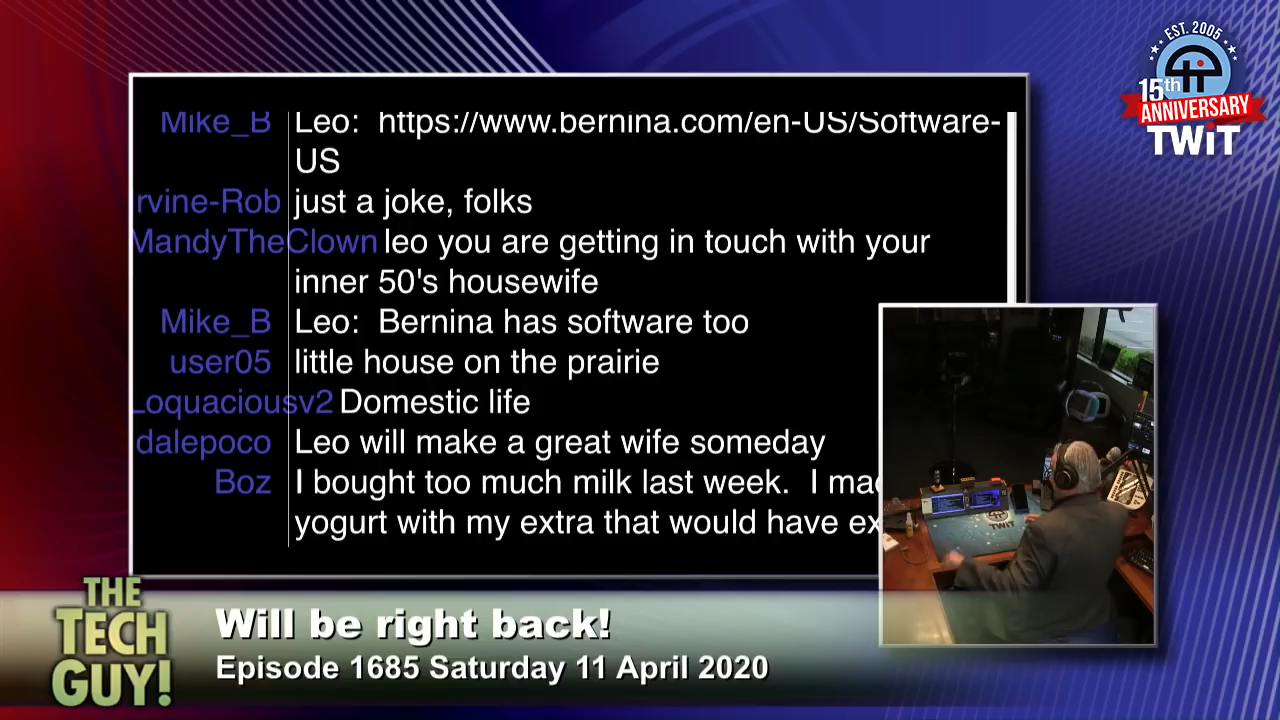 EST. 2005
15th
ANNIVERSARY
TWiT
Mike_B Leo: https://www.bernina.com/en-US/Software-
US
rvine-Rob just a joke, folks
MandyTheClown leo you are getting in touch with your
inner 50's housewife
Mike_B Leo: Bernina has software too
user05 little house on the prairie
Loquaciousv2 Domestic life
dalepoco Leo will make a great wife someday
Boz I bought too much milk last week. I
yogurt with my extra that would have
TWiT
THE
TECH
GUY!
Will be right back!
Episode 1685 Saturday 11 April 2020